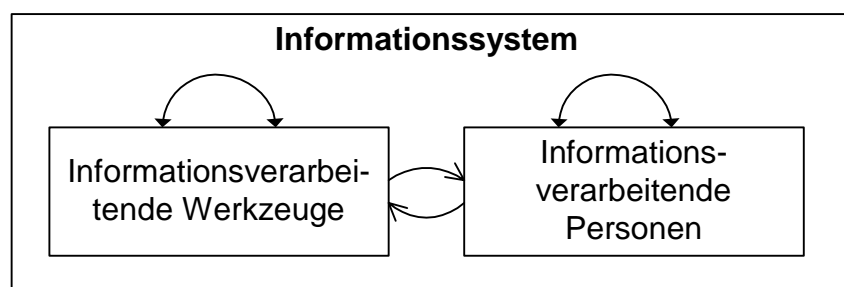 Informationssystem
Informationsverarbei-
tende Werkzeuge
Informations-
verarbeitende
Personen